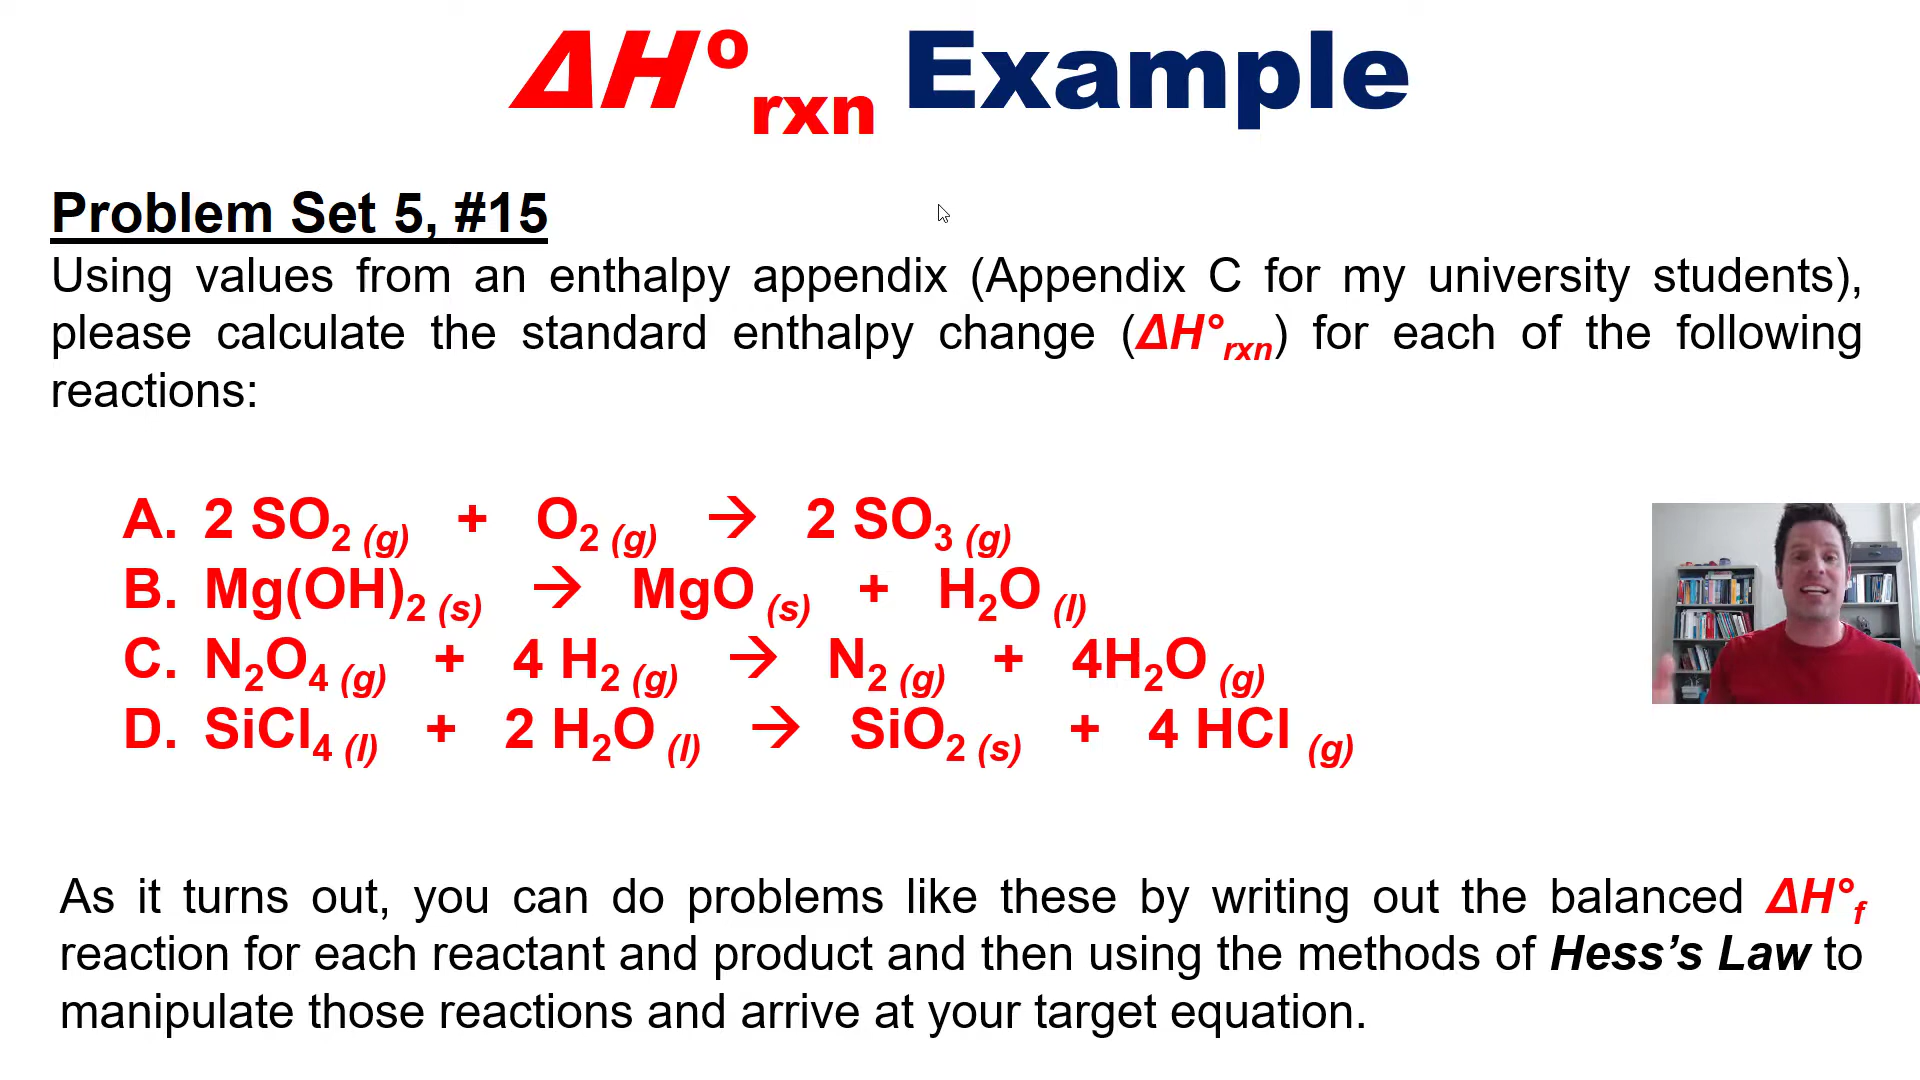 ΔH°rxn Example
Problem Set 5, #15
Using values from an enthalpy appendix (Appendix C for my university students),
please calculate the standard enthalpy change (ΔH°rxn) for each of the following
reactions:
A. 2 SO₂ (g) + O₂ (g) → 2 SO₃ (g)
B. Mg(OH)₂ (s) → MgO (s) + H₂O (l)
C. N₂O₄ (g) + 4 H₂ (g) → N₂ (g) + 4H₂O (g)
D. SiCl₄ (l) + 2 H₂O (l) → SiO₂ (s) + 4 HCl (g)
As it turns out, you can do problems like these by writing out the balanced ΔH°f
reaction for each reactant and product and then using the methods of Hess’s Law to
manipulate those reactions and arrive at your target equation.